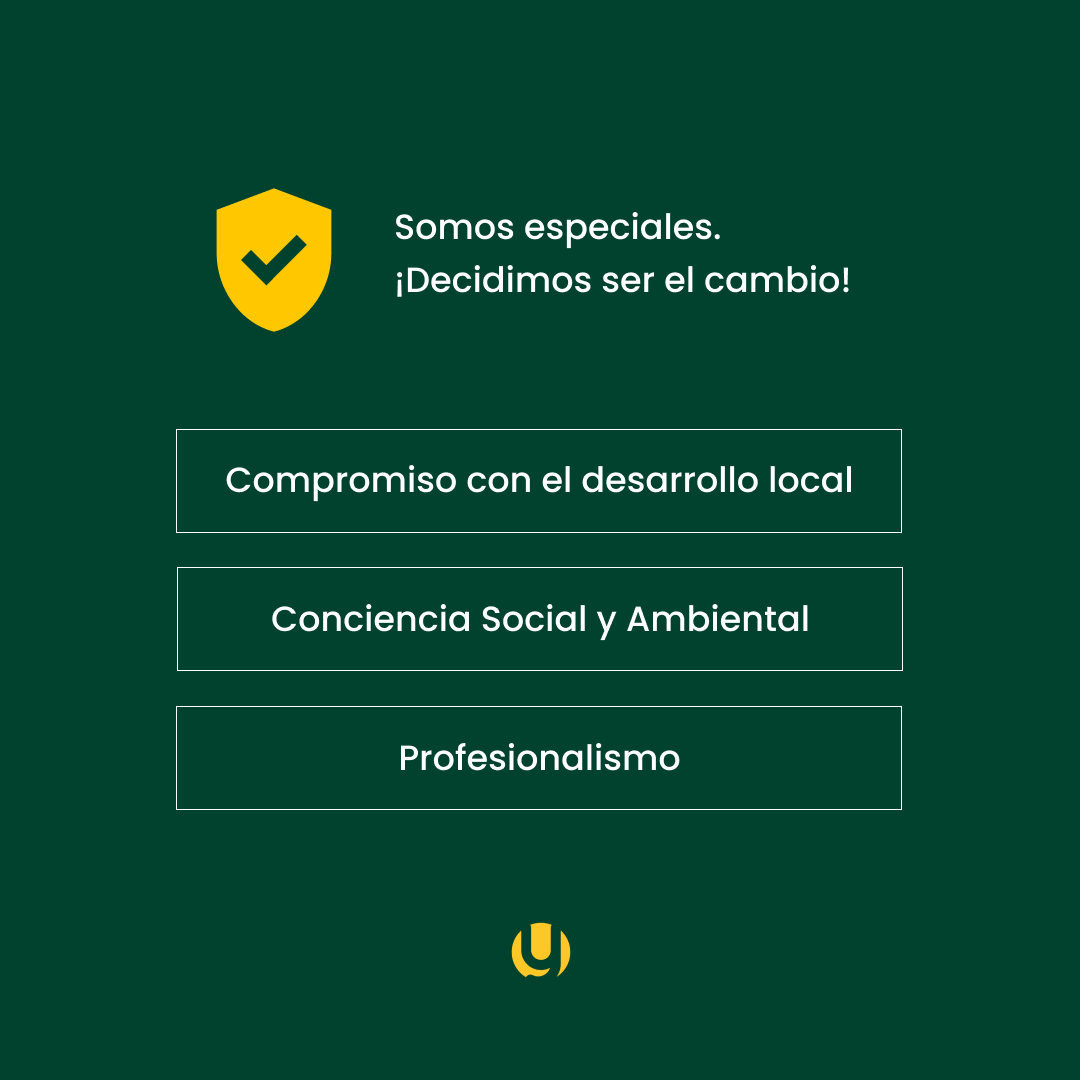 Somos especiales.
¡Decidimos ser el cambio!
Compromiso con el desarrollo local
Conciencia Social y Ambiental
Profesionalismo